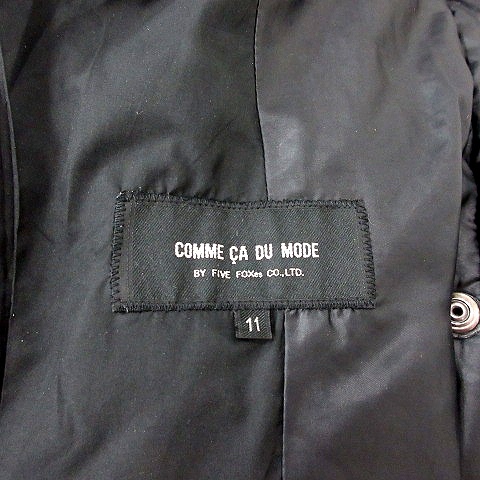 COMME ÇA DU MODE
BY FIVE FOXes CO.,LTD.
11